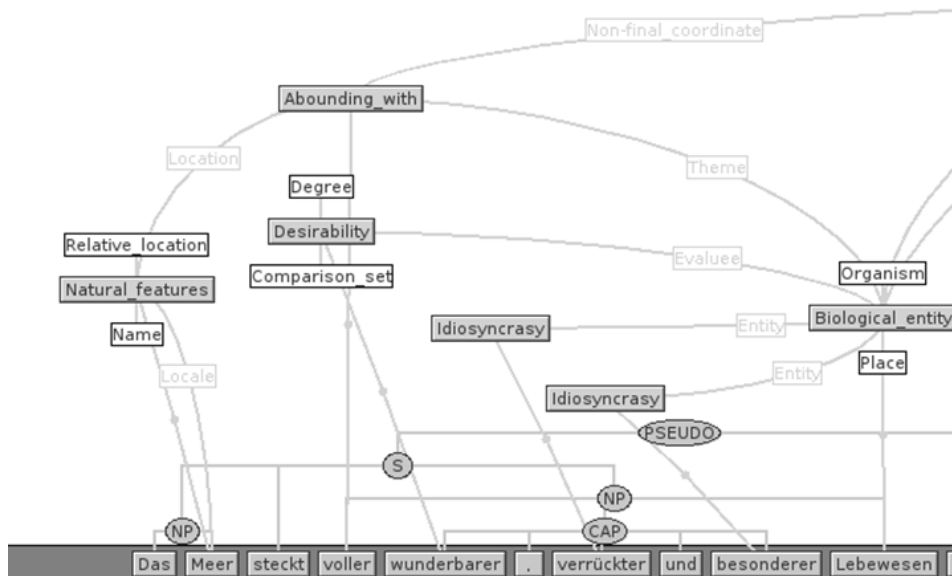 Non-final_coordinate
Abounding_with
Location
Theme
Degree
Desirability
Relative_location
Evaluee
Comparison_set
Organism
Natural_features
Biological_entity
Idiosyncrasy
Entity
Name
Place
Locale
Entity
Idiosyncrasy
PSEUDO
S
NP
NP
CAP
Das Meer steckt voller wunderbarer , verrückter und besonderer Lebewesen